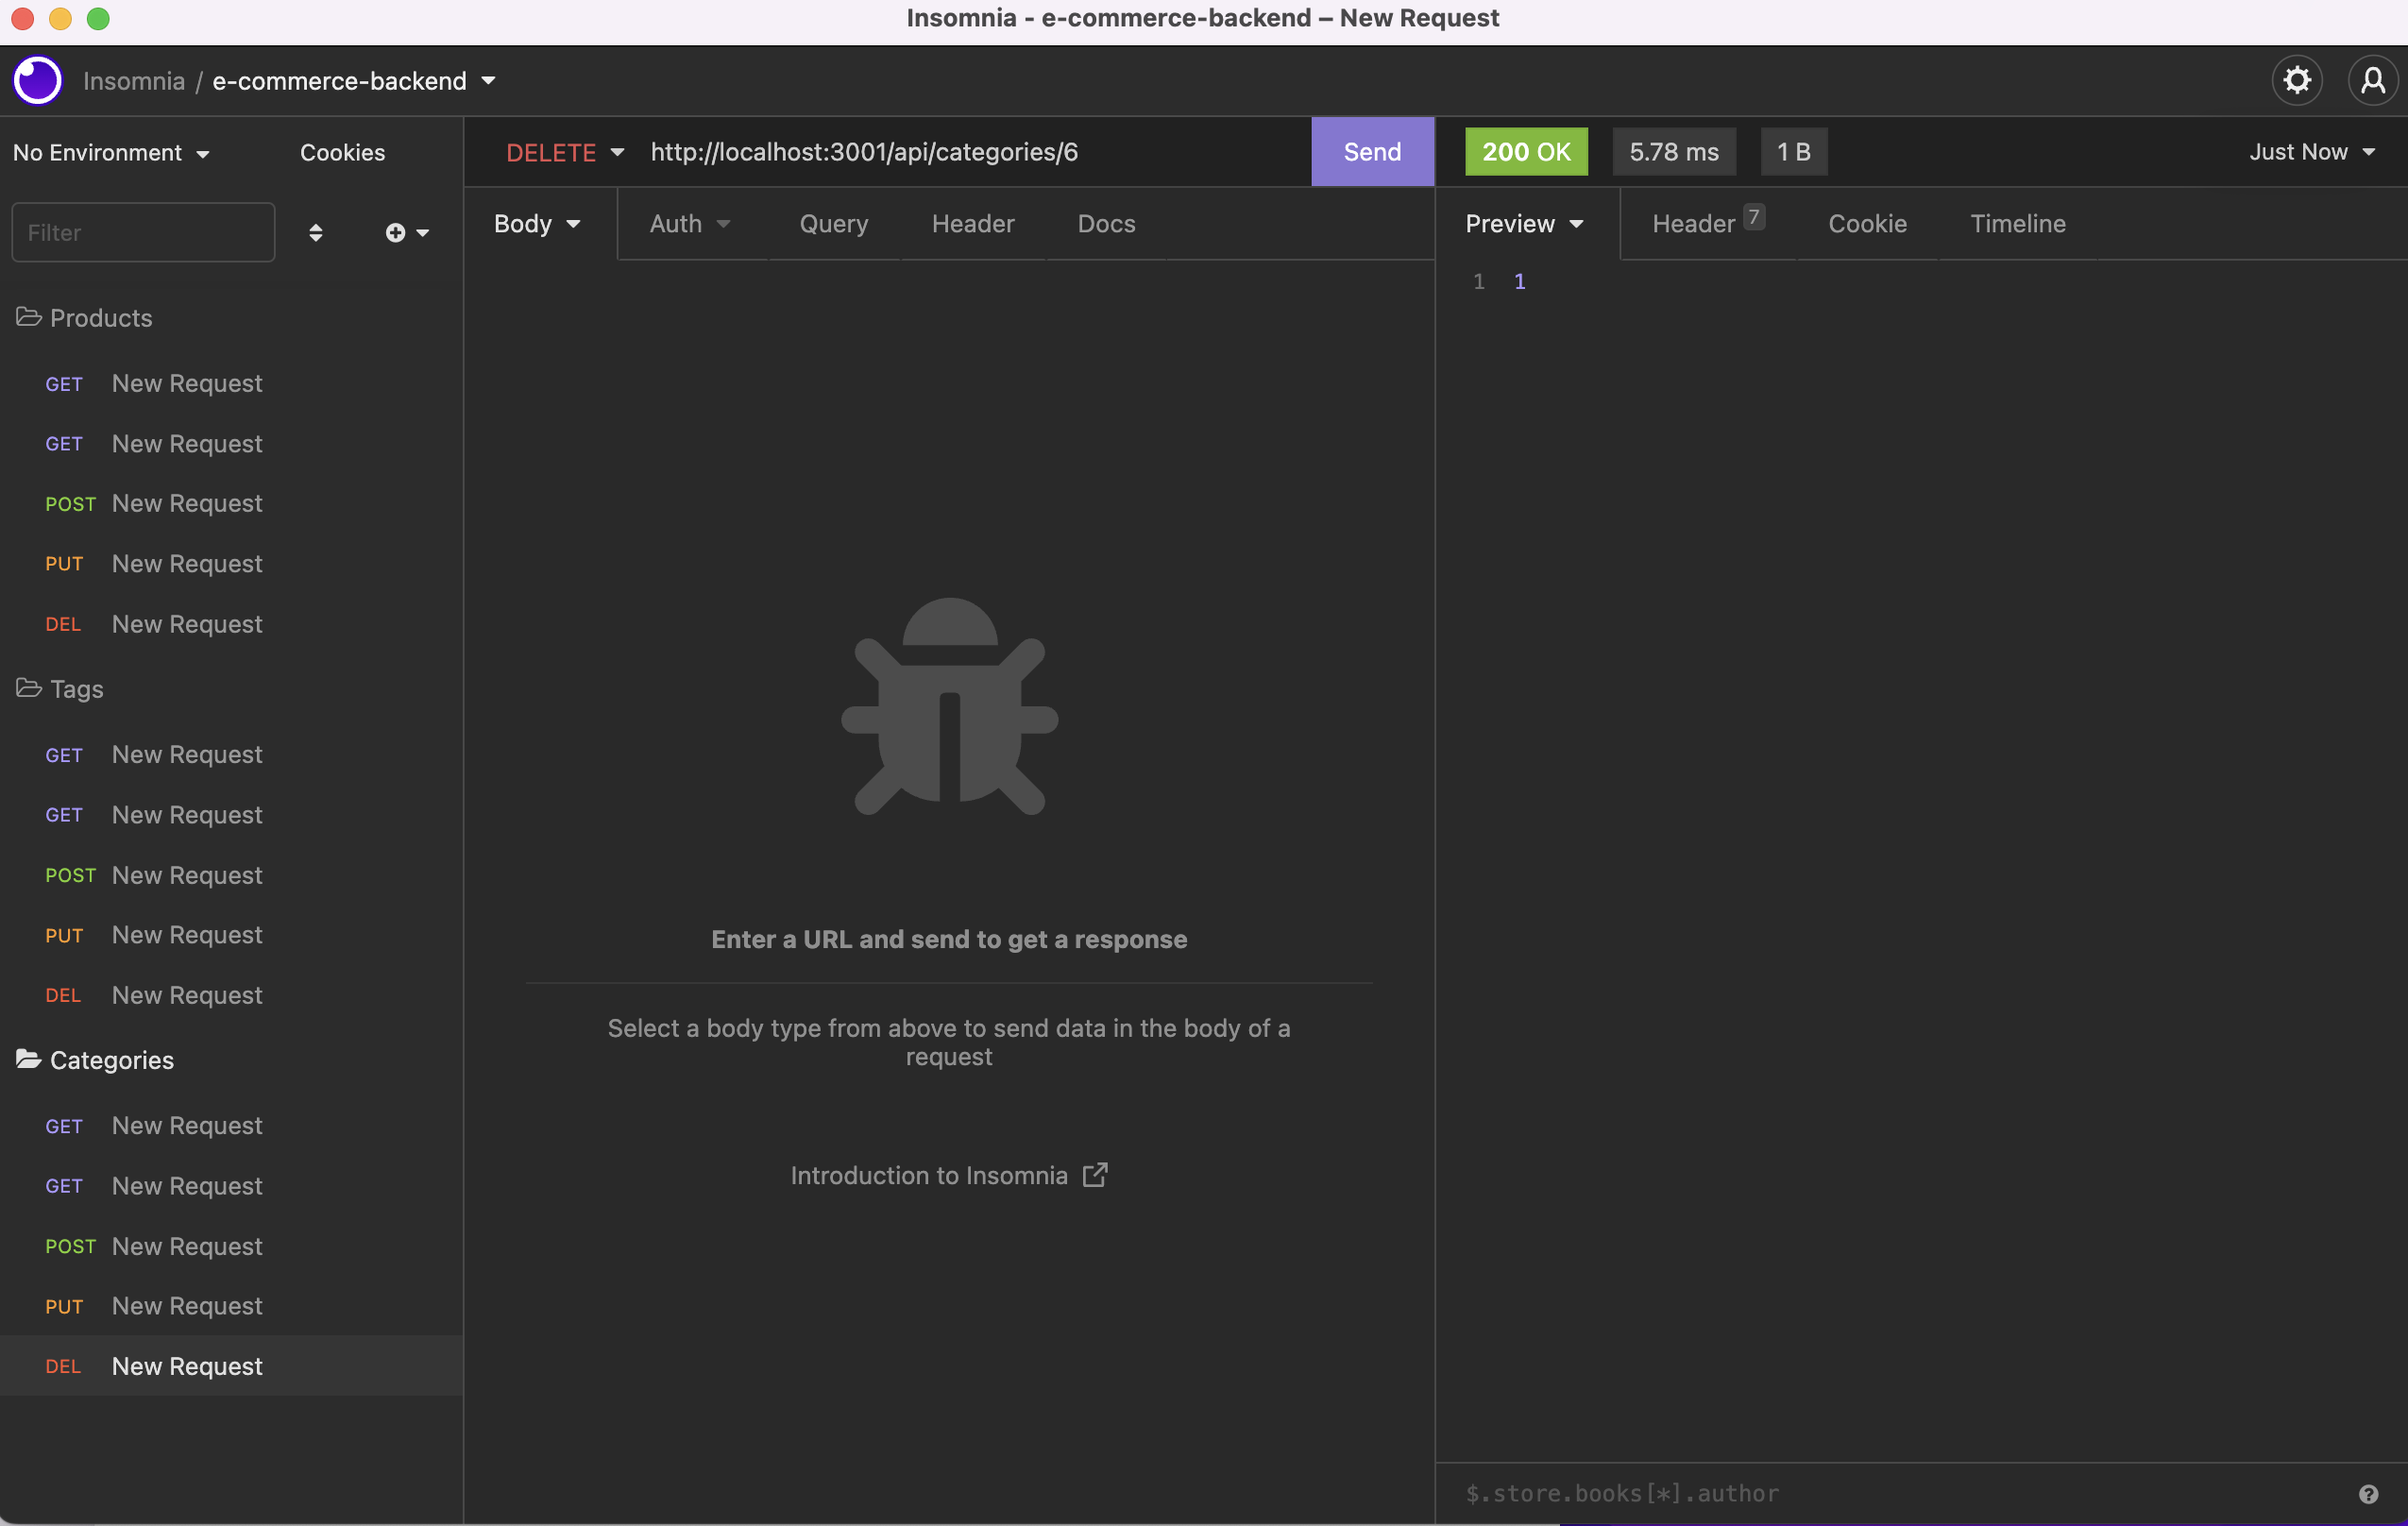 Insomnia - e-commerce-backend – New Request
Insomnia / e-commerce-backend
No Environment
Cookies
Filter
Products
GET New Request
GET New Request
POST New Request
PUT New Request
DEL New Request
Tags
GET New Request
GET New Request
POST New Request
PUT New Request
DEL New Request
Categories
GET New Request
GET New Request
POST New Request
PUT New Request
DEL New Request
DELETE http://localhost:3001/api/categories/6 Send
Body Auth Query Header Docs
Enter a URL and send to get a response
Select a body type from above to send data in the body of a
request
Introduction to Insomnia
200 OK 5.78 ms 1 B Just Now
Preview Header 7 Cookie Timeline
1 1
$.store.books[*].author
?